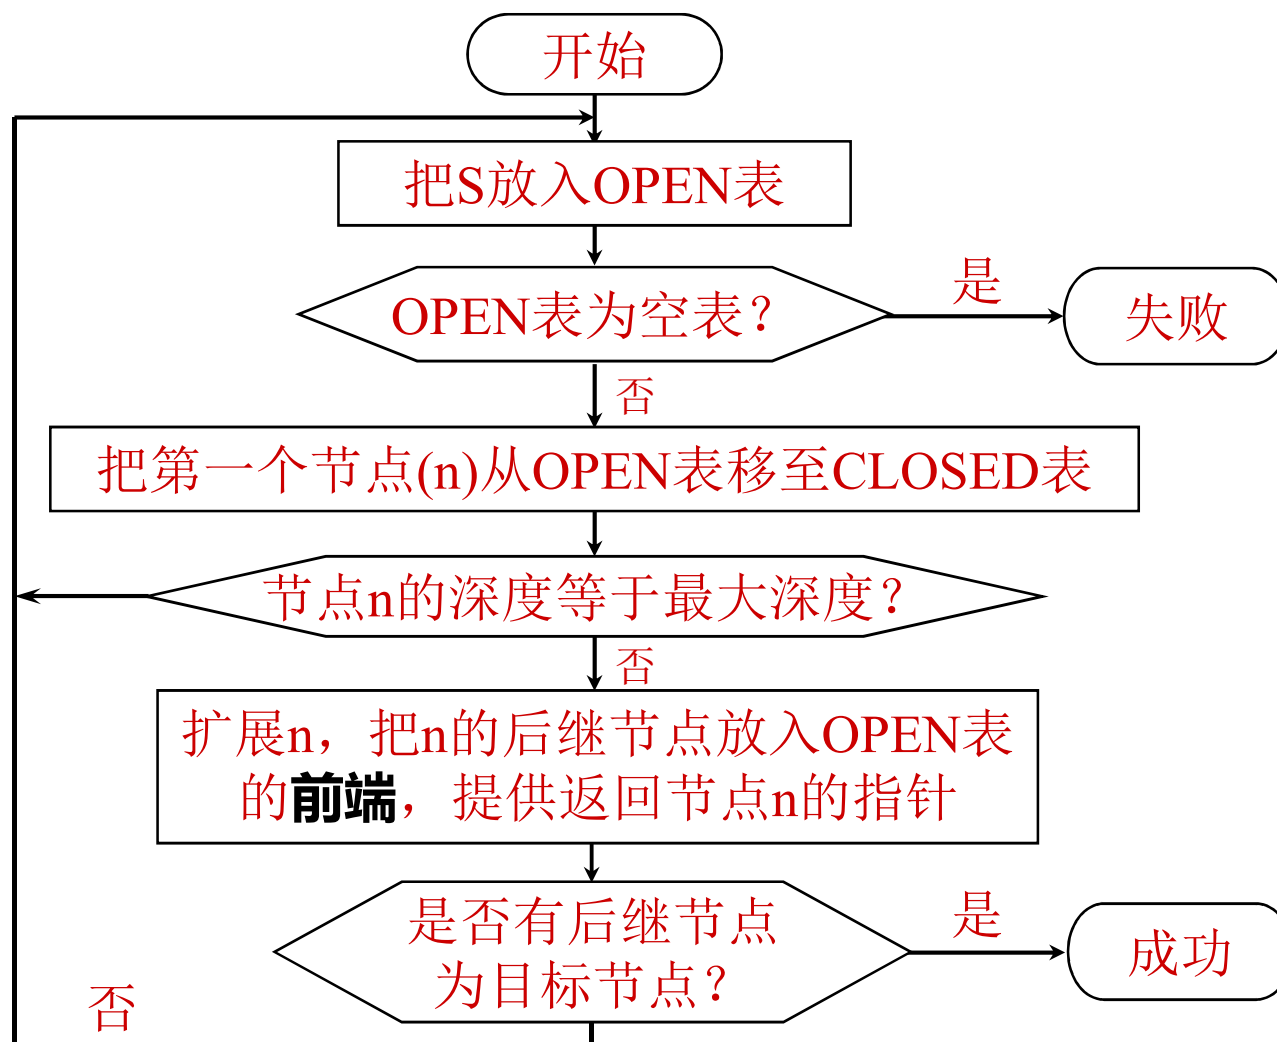 开始
把S放入OPEN表
OPEN表为空表？
是
失败
否
把第一个节点(n)从OPEN表移至CLOSED表
节点n的深度等于最大深度？
否
扩展n，把n的后继节点放入OPEN表
的前端，提供返回节点n的指针
是否有后继节点
为目标节点？
是
成功
否